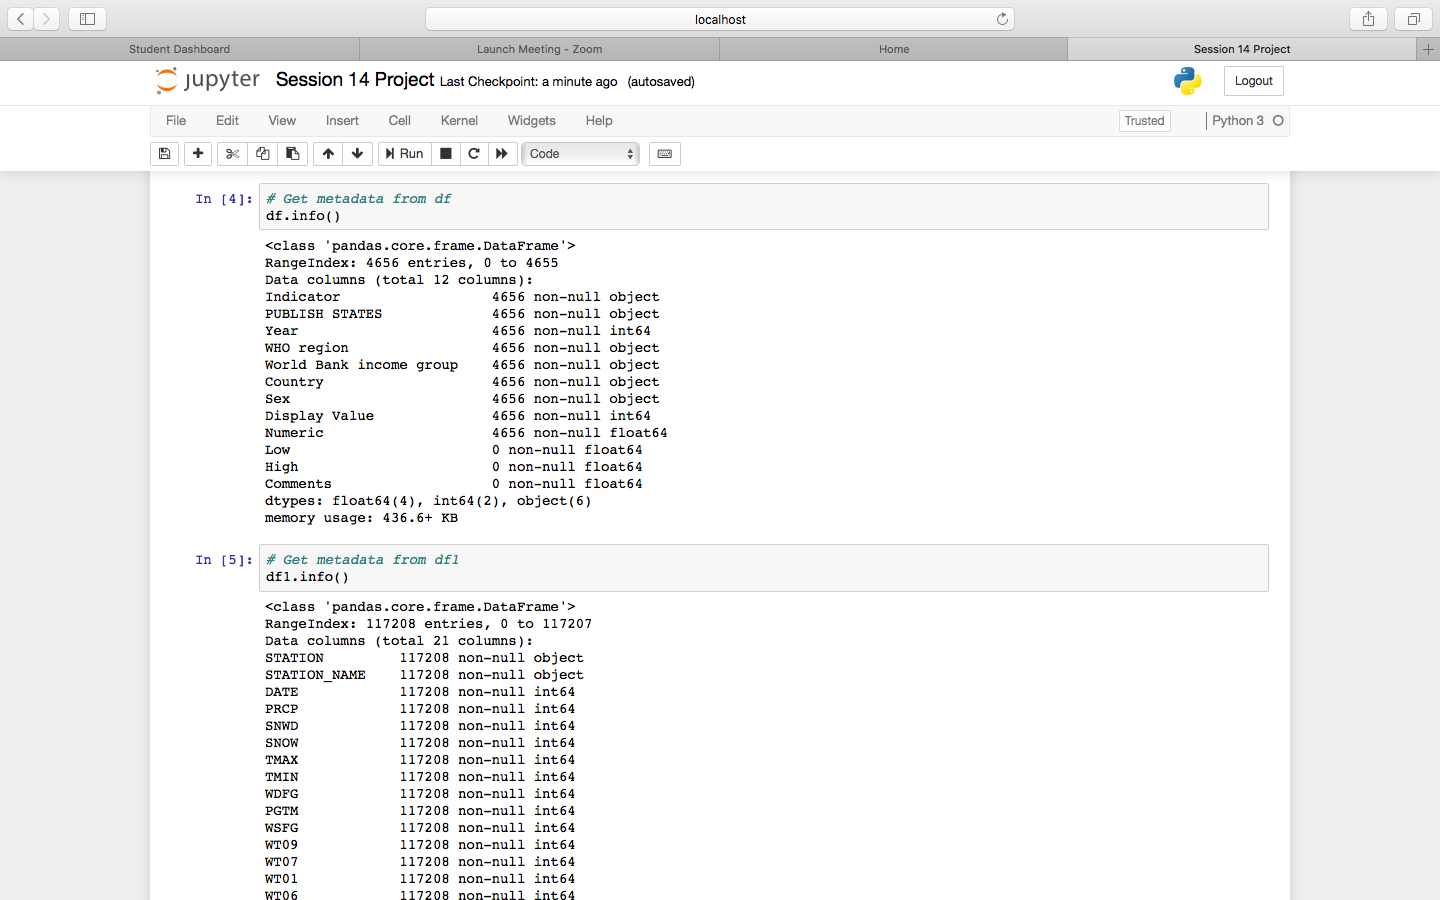 localhost
Student Dashboard
Launch Meeting - Zoom
Home
Session 14 Project
jupyter Session 14 Project Last Checkpoint: a minute ago (autosaved)
Logout
File Edit View Insert Cell Kernel Widgets Help
Trusted
Python 3
Run
Code
In [4]: # Get metadata from df
df.info()
<class 'pandas.core.frame.DataFrame'>
RangeIndex: 4656 entries, 0 to 4655
Data columns (total 12 columns):
Indicator 4656 non-null object
PUBLISH STATES 4656 non-null object
Year 4656 non-null int64
WHO region 4656 non-null object
World Bank income group 4656 non-null object
Country 4656 non-null object
Sex 4656 non-null object
Display Value 4656 non-null int64
Numeric 4656 non-null float64
Low 0 non-null float64
High 0 non-null float64
Comments 0 non-null float64
dtypes: float64(4), int64(2), object(6)
memory usage: 436.6+ KB
In [5]: # Get metadata from df1
df1.info()
<class 'pandas.core.frame.DataFrame'>
RangeIndex: 117208 entries, 0 to 117207
Data columns (total 21 columns):
STATION 117208 non-null object
STATION_NAME 117208 non-null object
DATE 117208 non-null int64
PRCP 117208 non-null int64
SNWD 117208 non-null int64
SNOW 117208 non-null int64
TMAX 117208 non-null int64
TMIN 117208 non-null int64
WDFG 117208 non-null int64
PGTM 117208 non-null int64
WSFG 117208 non-null int64
WT09 117208 non-null int64
WT07 117208 non-null int64
WT01 117208 non-null int64
WT06 117208 non-null int64